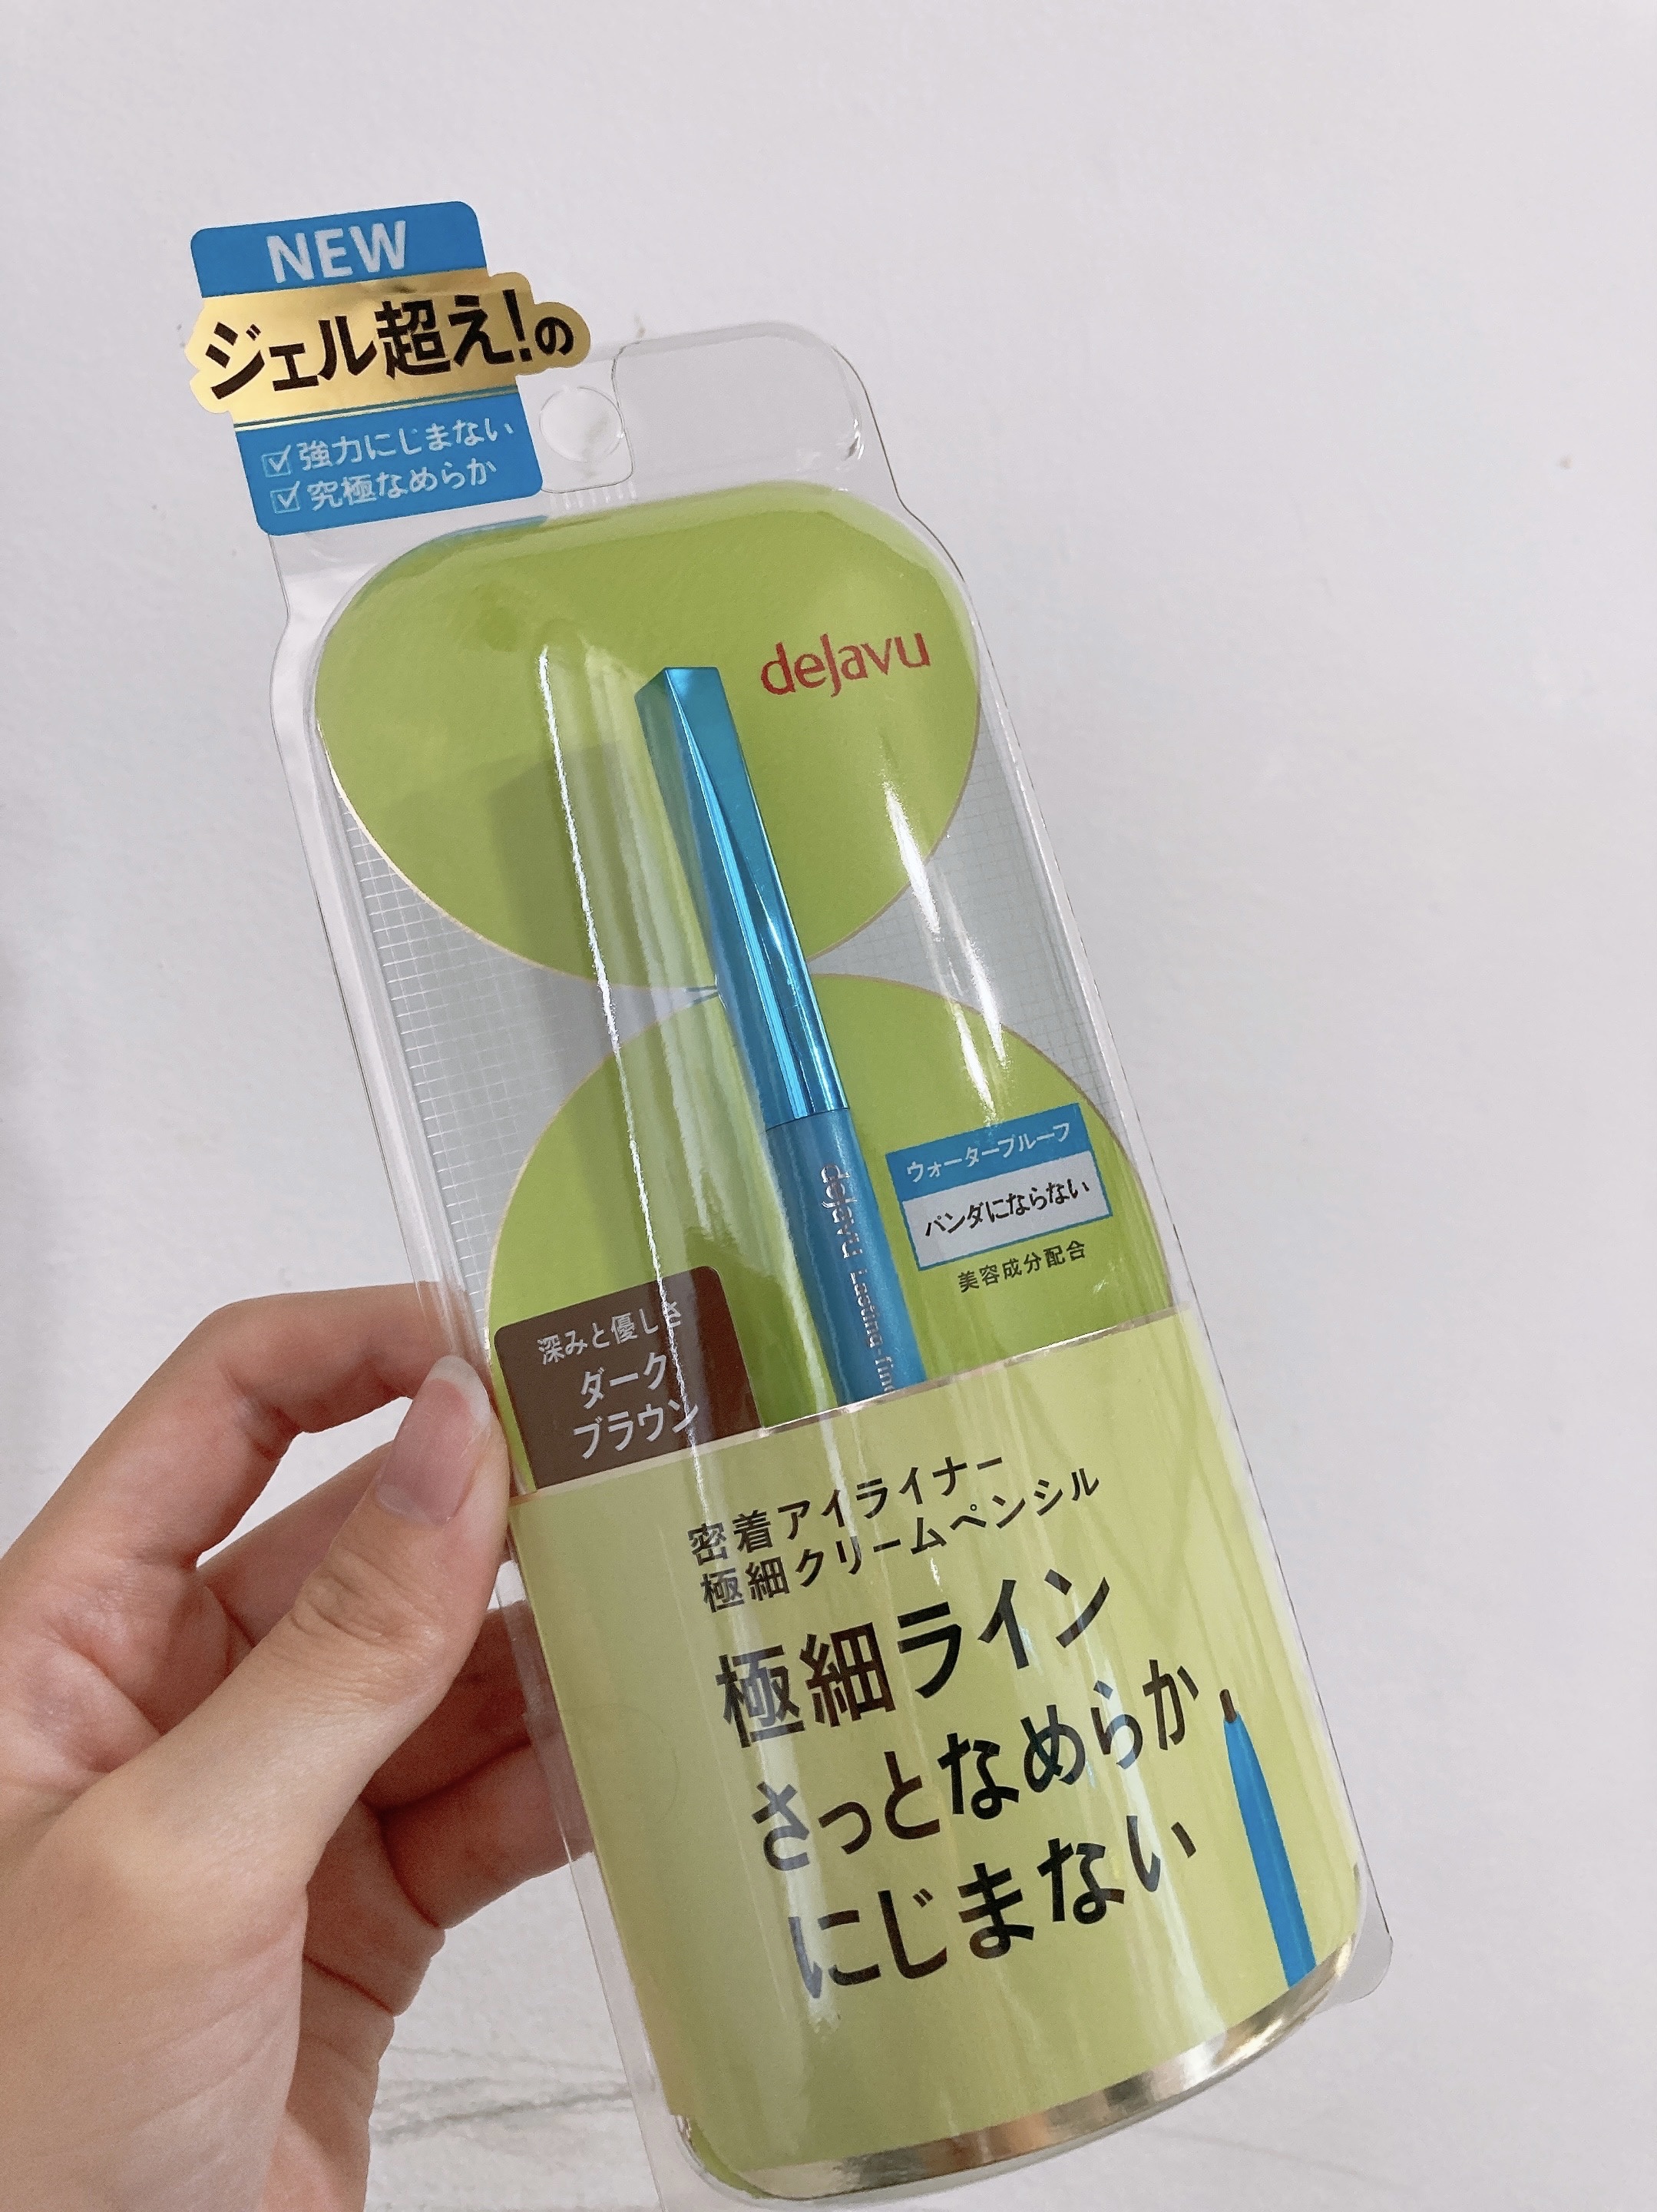 NEW
ジェル超え!の
強力にじまない
究極なめらか
dejavu
ウォータープルーフ
パンダにならない
美容成分配合
dejavu Lasting-fine
深みと優しさ
ダーク
ブラウン
密着アイライナー
極細クリームペンシル
極細ライン
さっとなめらか
にじまない